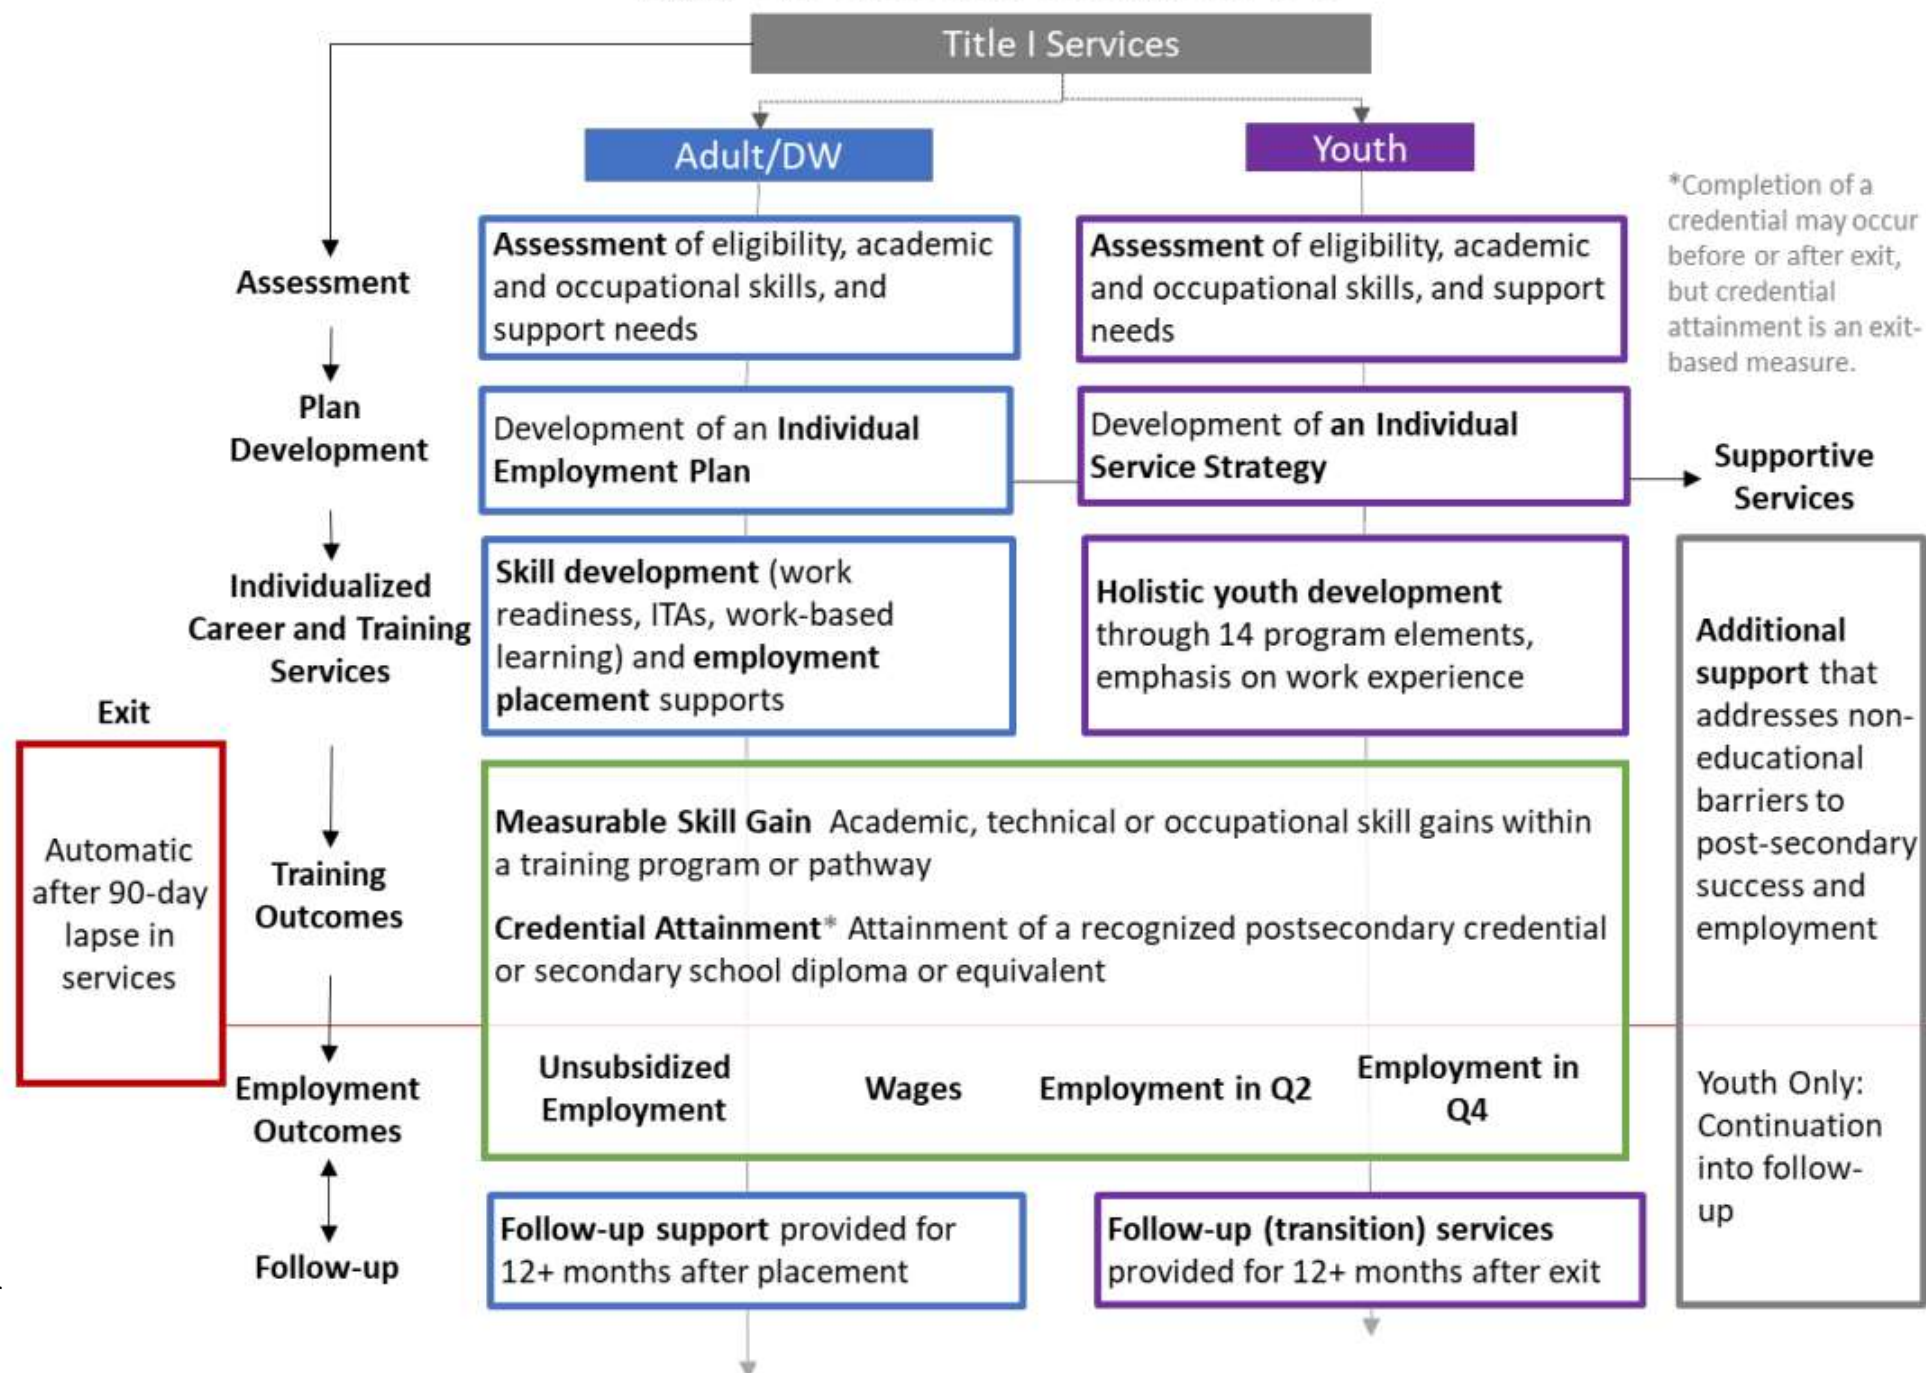 Title I Services
Adult/DW
Youth
*Completion of a
credential may occur
before or after exit,
but credential
attainment is an exit-
based measure.
Assessment
Assessment of eligibility, academic
and occupational skills, and
support needs
Assessment of eligibility, academic
and occupational skills, and support
needs
Plan
Development
Development of an Individual
Employment Plan
Development of an Individual
Service Strategy
Supportive
Services
Individualized
Career and Training
Services
Skill development (work
readiness, ITAs, work-based
learning) and employment
placement supports
Holistic youth development
through 14 program elements,
emphasis on work experience
Additional
support that
addresses non-
educational
barriers to
post-secondary
success and
employment
Exit
Automatic
after 90-day
lapse in
services
Training
Outcomes
Measurable Skill Gain Academic, technical or occupational skill gains within
a training program or pathway
Credential Attainment* Attainment of a recognized postsecondary credential
or secondary school diploma or equivalent
Employment
Outcomes
Unsubsidized
Employment
Wages
Employment in Q2
Employment in
Q4
Youth Only:
Continuation
into follow-
up
Follow-up
Follow-up support provided for
12+ months after placement
Follow-up (transition) services
provided for 12+ months after exit